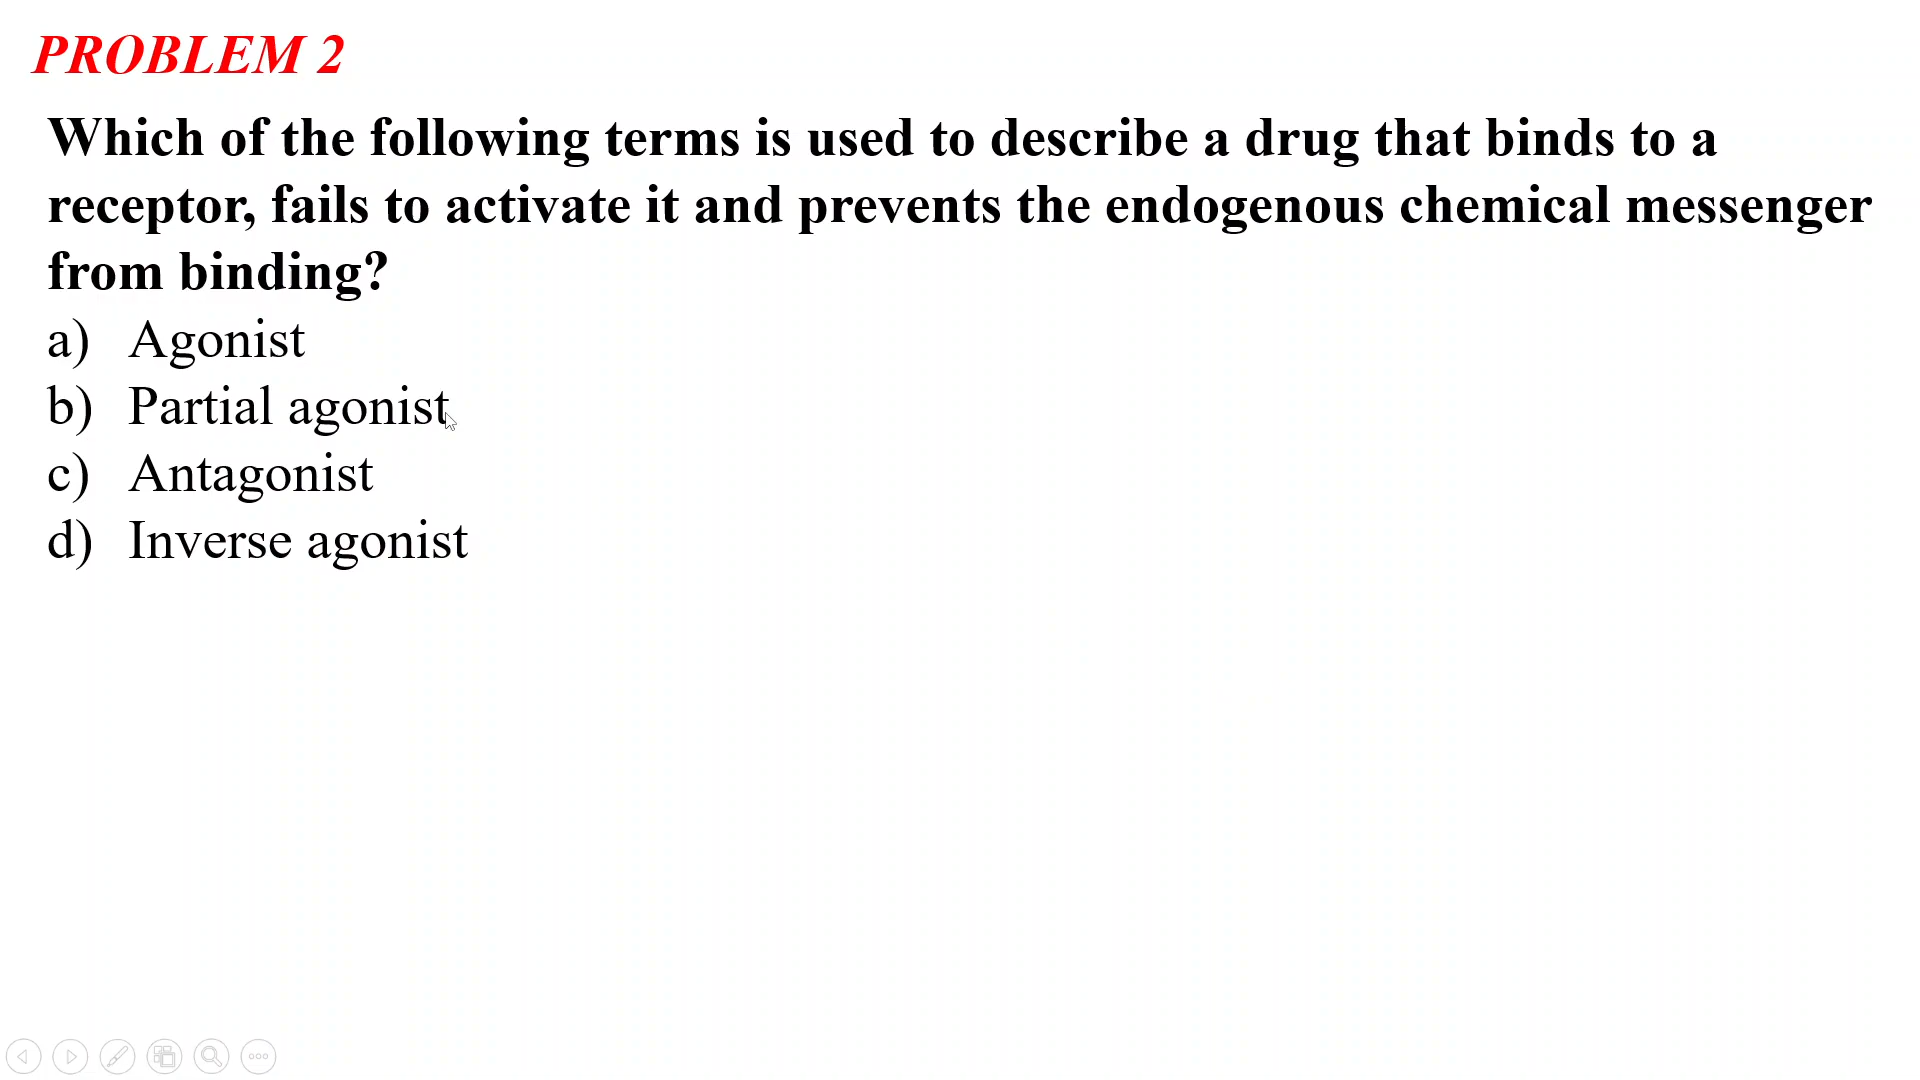 PROBLEM 2
Which of the following terms is used to describe a drug that binds to a
receptor, fails to activate it and prevents the endogenous chemical messenger
from binding?
a) Agonist
b) Partial agonist
c) Antagonist
d) Inverse agonist